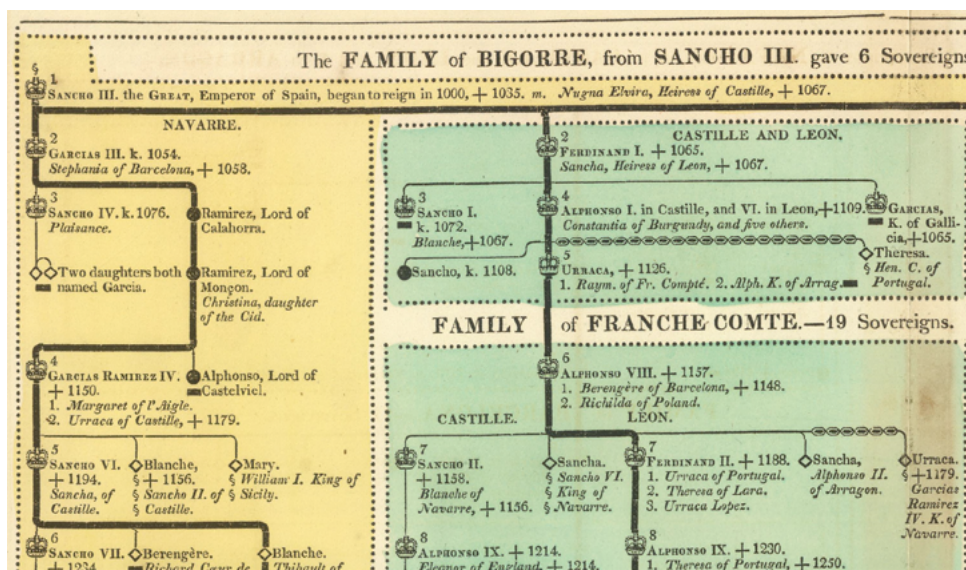 The FAMILY of BIGORRE, from SANCHO III. gave 6 Sovereigns
§ 1
SANCHO III. the GREAT, Emperor of Spain, began to reign in 1000, + 1035. m. Nugna Elvira, Heiress of Castille, + 1067.
NAVARRE.
2
GARCIAS III. k. 1054.
Stephania of Barcelona, + 1058.
3
SANCHO IV. k. 1076.
Plaisance.
Ramirez, Lord of
Calahorra.
Two daughters both
named Garcia.
Ramirez, Lord of
Monçon.
Christina, daughter
of the Cid.
4
GARCIAS RAMIREZ IV.
+ 1150.
1. Margaret of l'Aigle.
2. Urraca of Castille, + 1179.
Alphonso, Lord of
Castelviel.
5
SANCHO VI.
+ 1194.
Sancha, of
Castille.
Blanche,
§ + 1156.
§ Sancho II. of
§ Castille.
Mary.
§ William I. King of
§ Sicily.
6
SANCHO VII.
+ 1234.
Berengère.
Richard Cœur de
Blanche.
Thibault of
CASTILLE AND LEON.
2
FERDINAND I. + 1065.
Sancha, Heiress of Leon, + 1067.
3
SANCHO I.
k. 1072.
Blanche, + 1067.
4
ALPHONSO I. in Castille, and VI. in Leon, + 1109.
Constantia of Burgundy, and five others.
GARCIAS,
K. of Galli-
cia, + 1065.
Sancho, k. 1108.
5
URRACA, + 1126.
1. Raym. of Fr. Compté. 2. Alph. K. of Arrag.
Theresa.
§ Hen. C. of
Portugal.
FAMILY of FRANCHE COMTE.—19 Sovereigns.
6
ALPHONSO VIII. + 1157.
1. Berengère of Barcelona, + 1148.
2. Richilda of Poland.
CASTILLE.
LEON.
7
SANCHO II.
+ 1158.
Blanche of
Navarre, + 1156.
Sancha.
§ Sancho VI.
§ King of
§ Navarre.
7
FERDINAND II. + 1188.
1. Urraca of Portugal.
2. Theresa of Lara.
3. Urraca Lopez.
Sancha,
Alphonso II.
of Arragon.
Urraca.
§ + 1179.
Garcias
Ramirez
IV. K. of
Navarre.
8
ALPHONSO IX. + 1214.
Eleanor of England, + 1214.
8
ALPHONSO IX. + 1230.
1. Theresa of Portugal, + 1250.